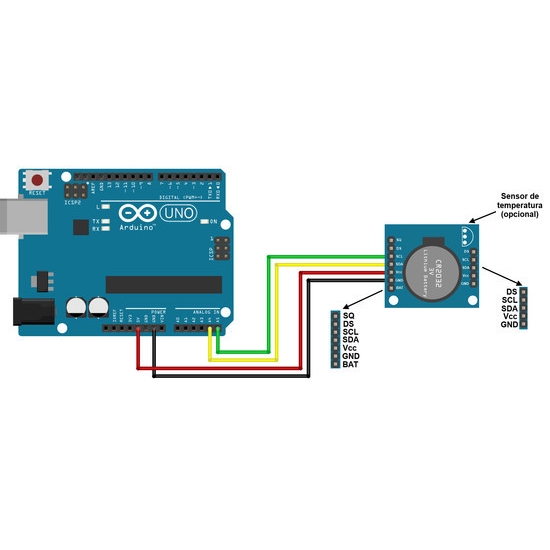 Sensor de
temperatura
(opcional)
RESET
ICSP2
AREF
GND
13
12
~11
~10
~9
8
7
~6
~5
4
~3
2
TX▸1
RX◂0
DIGITAL (PWM=~)
L
TX
RX
UNO
Arduino™
ON
ICSP
IOREF
RESET
3V3
5V
GND
GND
VIN
POWER
ANALOG IN
A0
A1
A2
A3
A4
A5
SQ
DS
SCL
SDA
Vcc
GND
BAT
CR2032
3V
Lithium Battery
DS
SCL
SDA
Vcc
GND
SQ
DS
SCL
SDA
Vcc
GND
BAT
DS
SCL
SDA
Vcc
GND